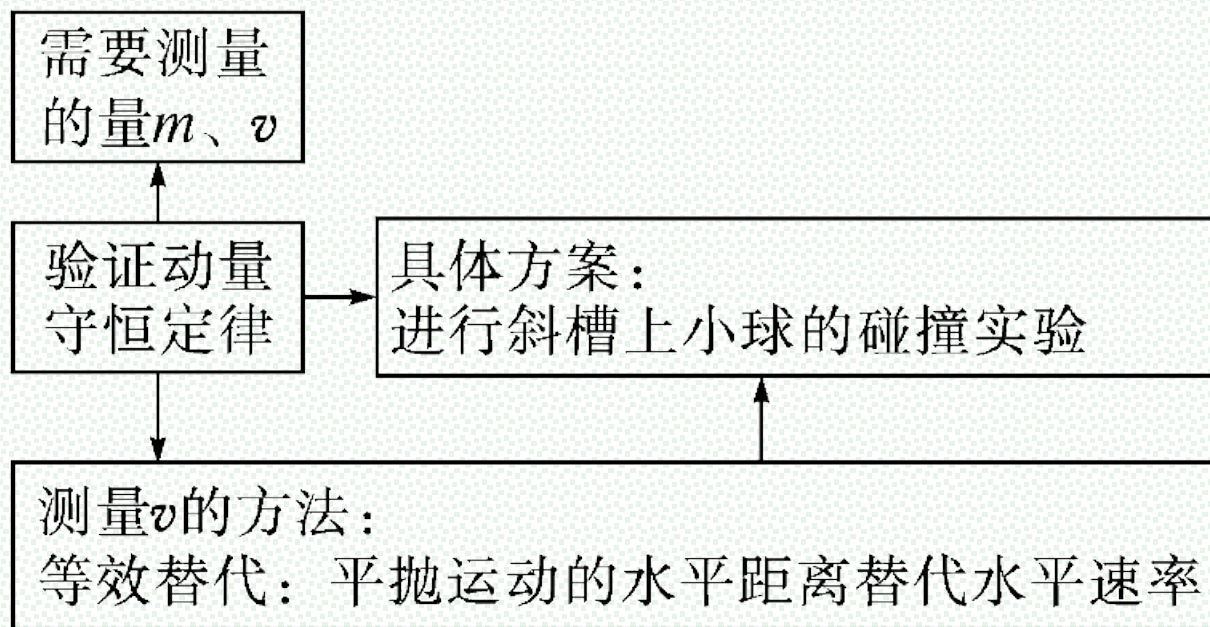 需要测量
的量m、v
验证动量
守恒定律
具体方案：
进行斜槽上小球的碰撞实验
测量v的方法：
等效替代：平抛运动的水平距离替代水平速率